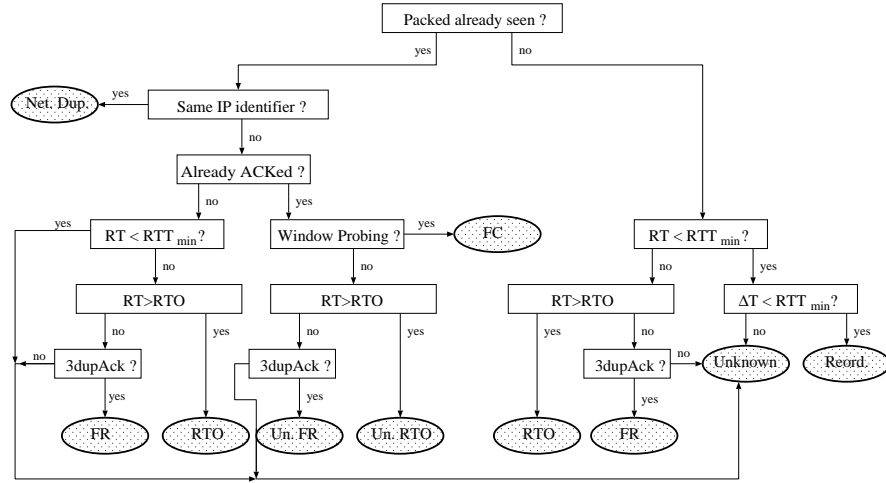 Packed already seen ?
yes
no
Net. Dup.
yes
Same IP identifier ?
no
Already ACKed ?
no
yes
yes
RT < RTT min?
Window Probing ?
yes
FC
RT < RTT min?
no
no
no
yes
RT>RTO
RT>RTO
RT>RTO
ΔT < RTT min?
no
yes
no
yes
yes
no
no
yes
no
3dupAck ?
3dupAck ?
3dupAck ?
no
Unknown
Reord.
yes
yes
yes
FR
RTO
Un. FR
Un. RTO
RTO
FR